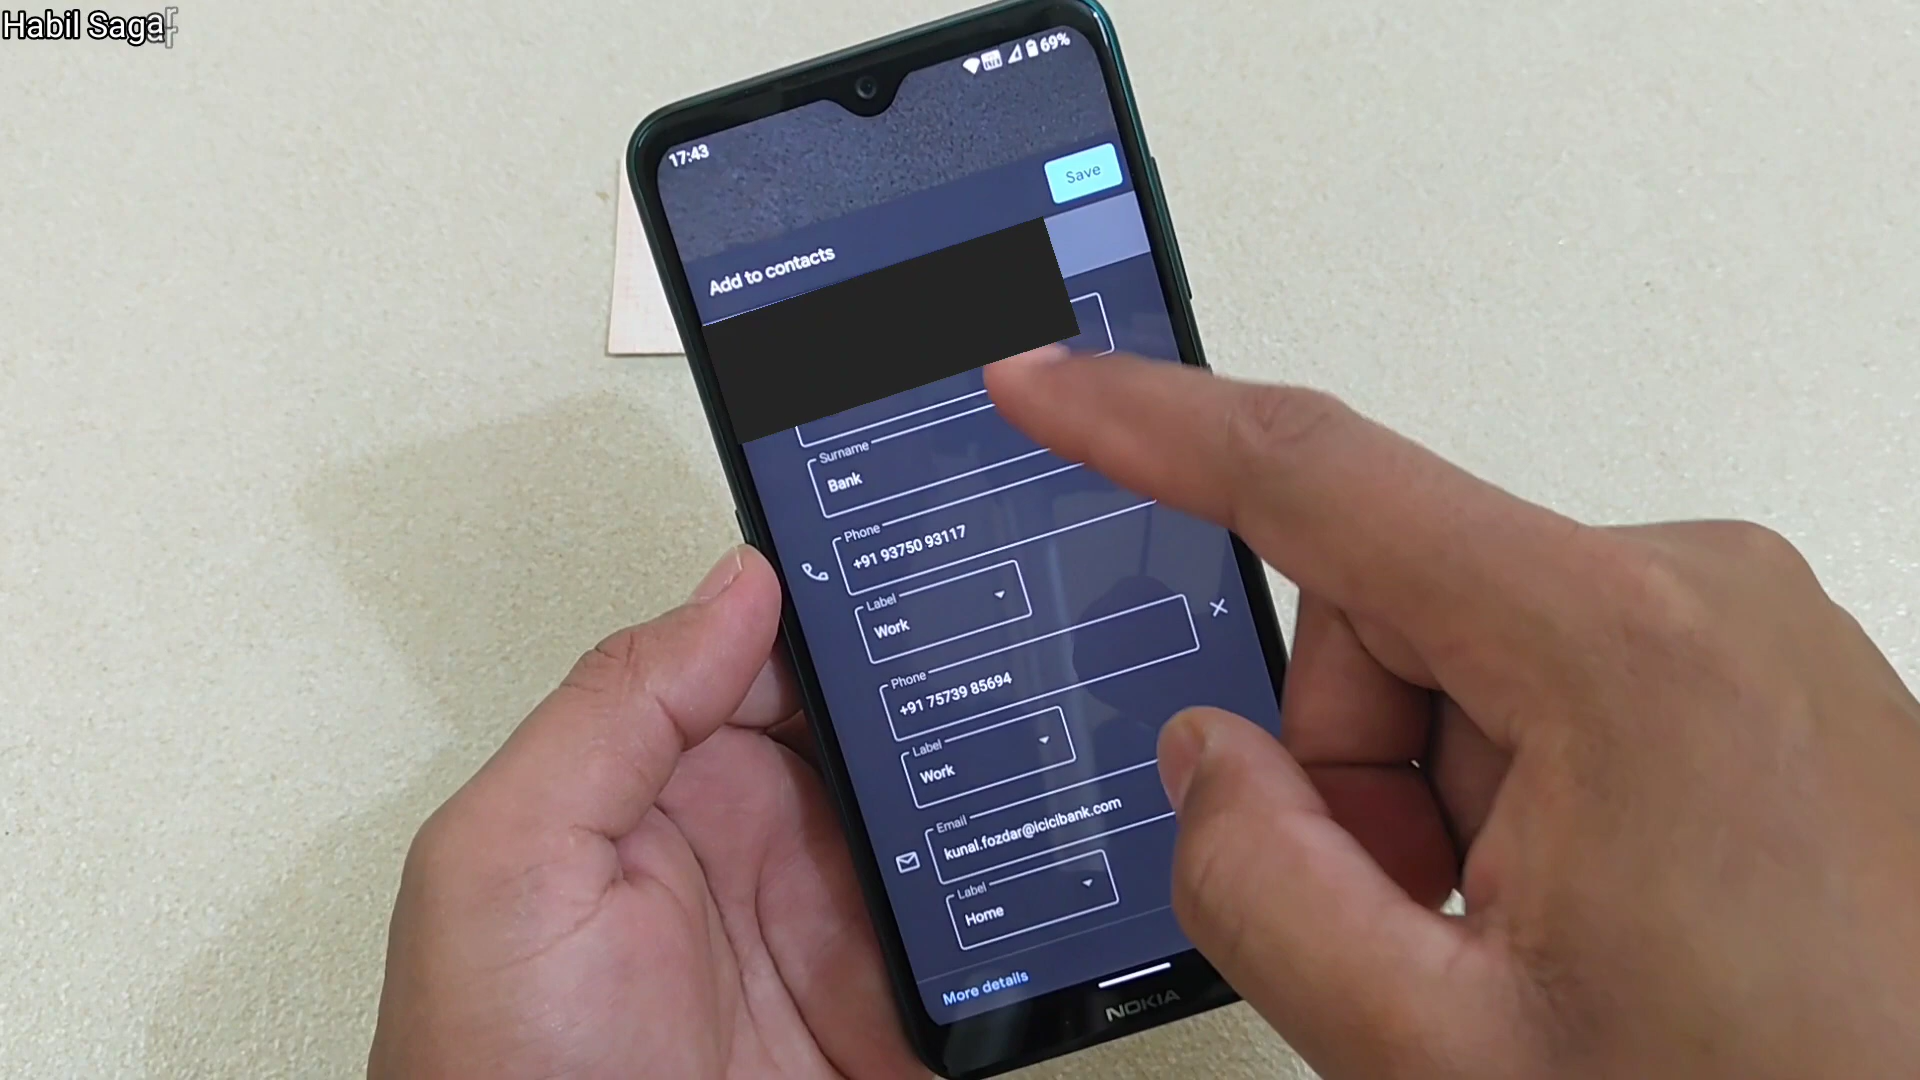 Habil Sagar
69%
17:43
Save
Add to contacts
Surname
Bank
Phone
+91 93750 93117
Label
Work
Phone
+91 75739 85694
Label
Work
Email
kunal.fozdar@icicibank.com
Label
Home
More details
NOKIA